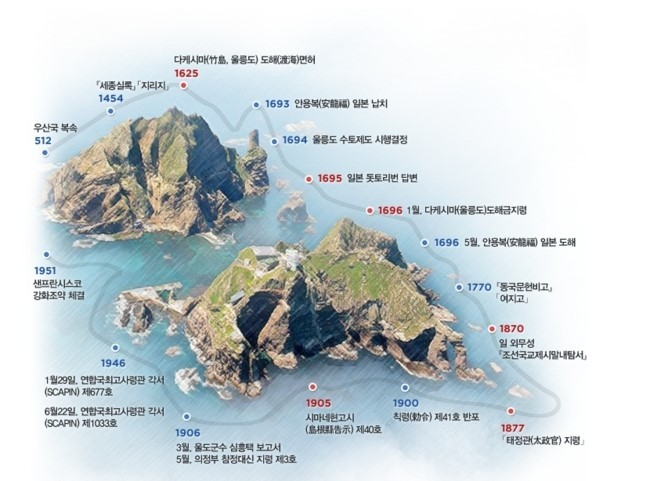 다케시마(竹島, 울릉도) 도해(渡海)면허
1625
『세종실록』「지리지」
1454
우산국 복속
512
1693 안용복(安龍福) 일본 납치
1694 울릉도 수토제도 시행결정
1695 일본 돗토리번 답변
1696 1월, 다케시마(울릉도)도해금지령
1696 5월, 안용복(安龍福) 일본 도해
1770 『동국문헌비고』
「여지고」
1870
일 외무성
『조선국교제시말내탐서』
1877
「태정관(太政官) 지령」
1900
칙령(勅令) 제41호 반포
1905
시마네현고시
(島根縣告示) 제40호
1906
3월, 울도군수 심흥택 보고서
5월, 의정부 참정대신 지령 제3호
1946
1월29일, 연합국최고사령관 각서
(SCAPIN) 제677호
6월22일, 연합국최고사령관 각서
(SCAPIN) 제1033호
1951
샌프란시스코
강화조약 체결